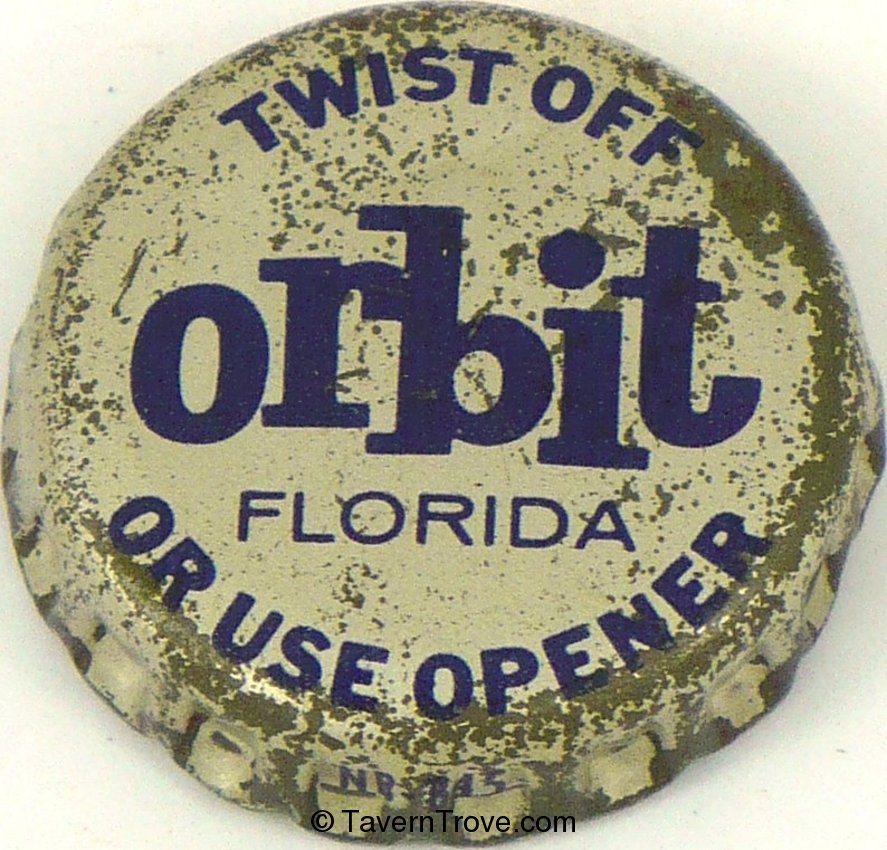 TWIST OFF
orbit
FLORIDA
OR USE OPENER
© TavernTrove.com